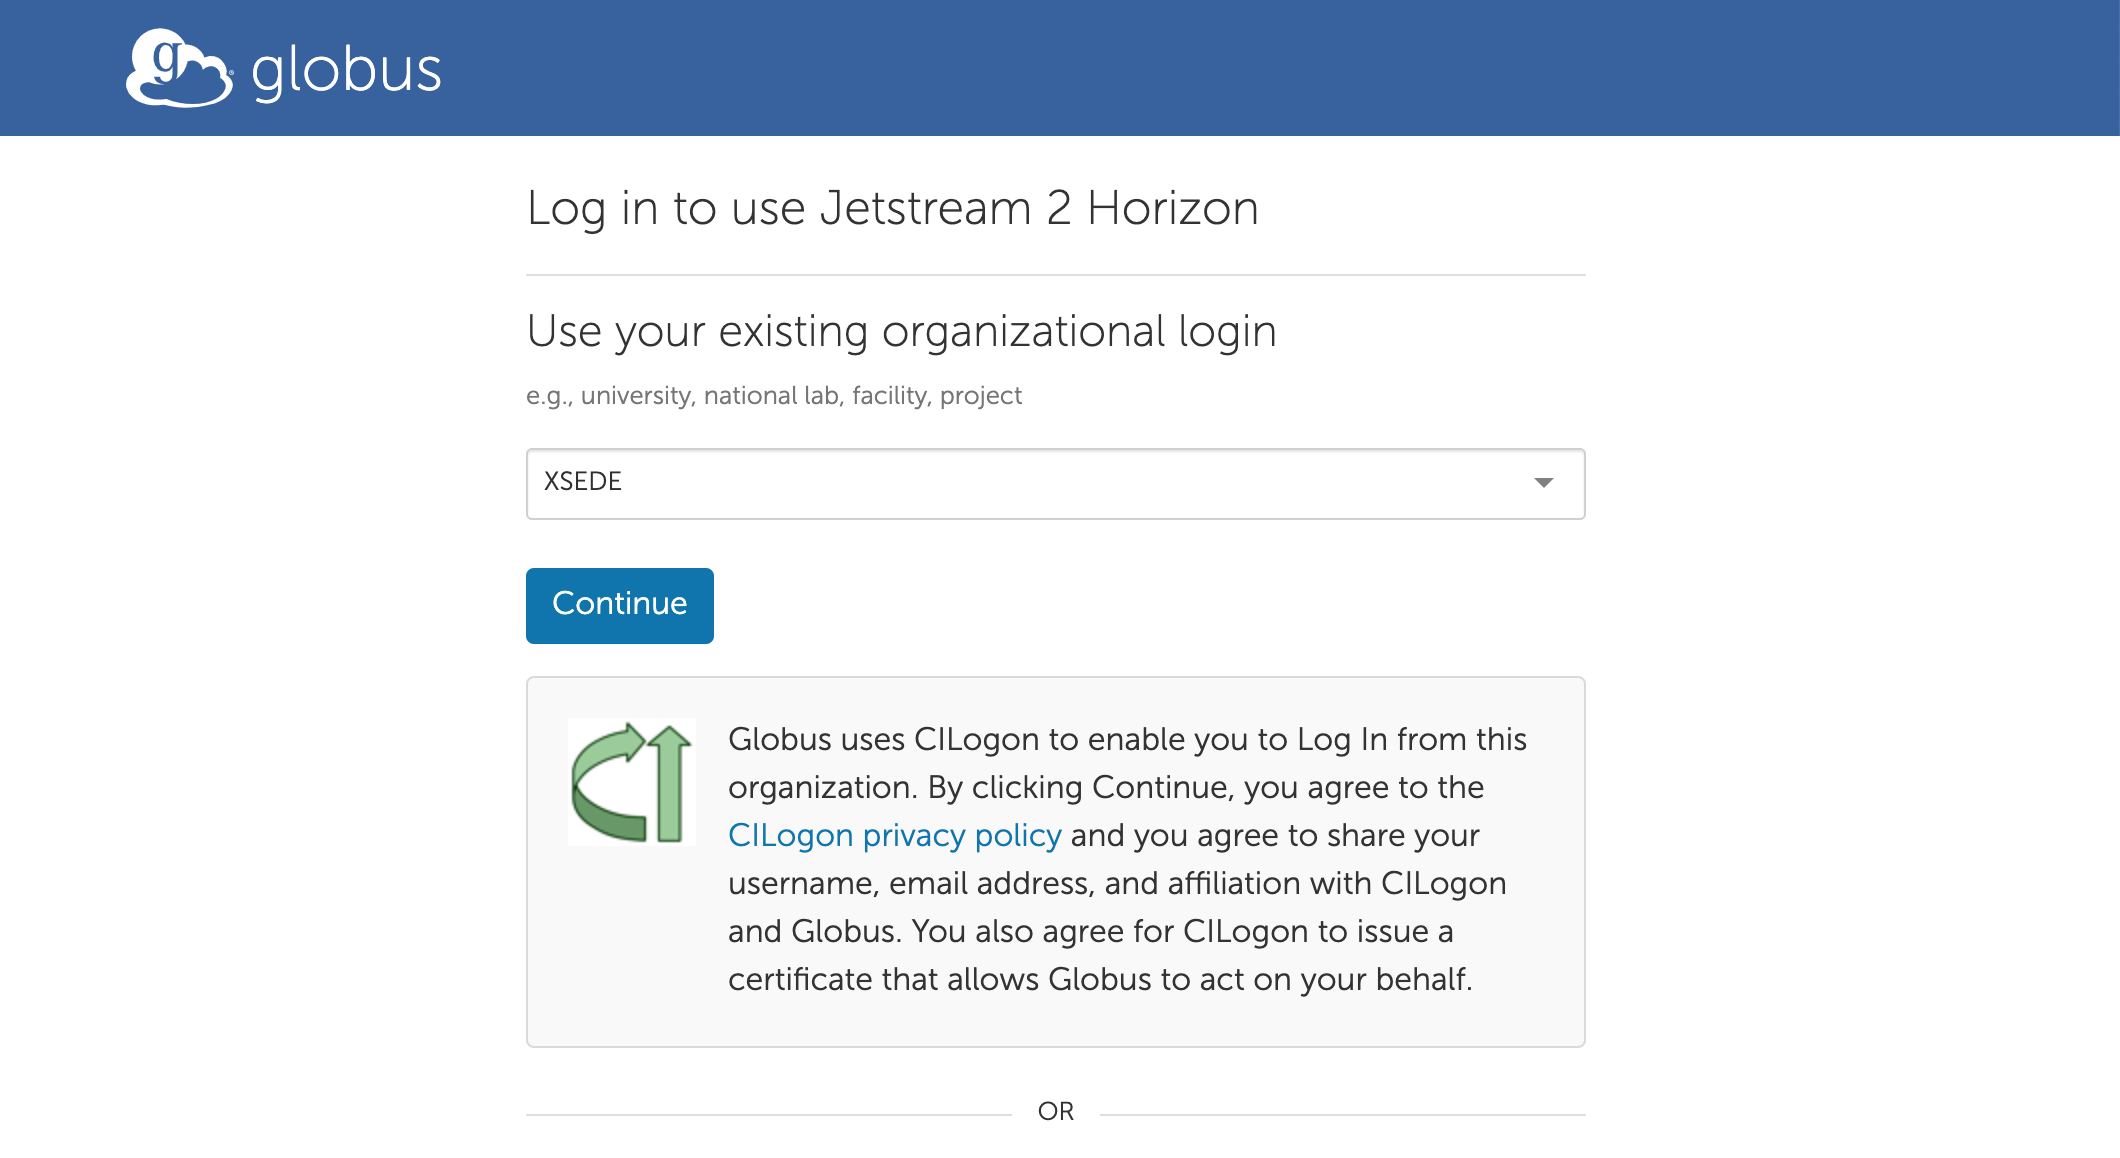 globus
Log in to use Jetstream 2 Horizon
Use your existing organizational login
e.g., university, national lab, facility, project
XSEDE
Continue
Globus uses CILogon to enable you to Log In from this
organization. By clicking Continue, you agree to the
CILogon privacy policy and you agree to share your
username, email address, and affiliation with CILogon
and Globus. You also agree for CILogon to issue a
certificate that allows Globus to act on your behalf.
OR